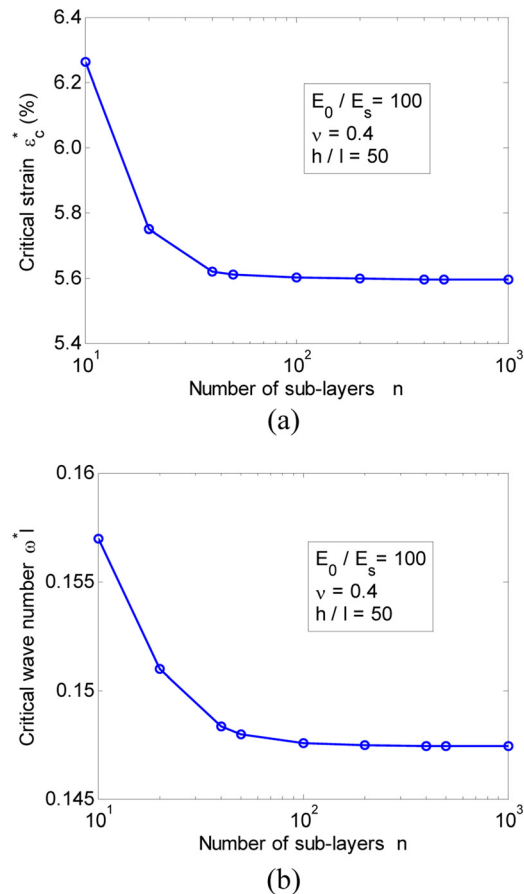 6.4
6.2
6.0
5.8
5.6
5.4
Critical strain ε*c (%)
E0 / Es= 100
ν = 0.4
h / l = 50
10^1 10^2 10^3
Number of sub-layers n
(a)
0.16
0.155
0.15
0.145
Critical wave number ω*l
E0 / Es= 100
ν = 0.4
h / l = 50
10^1 10^2 10^3
Number of sub-layers n
(b)